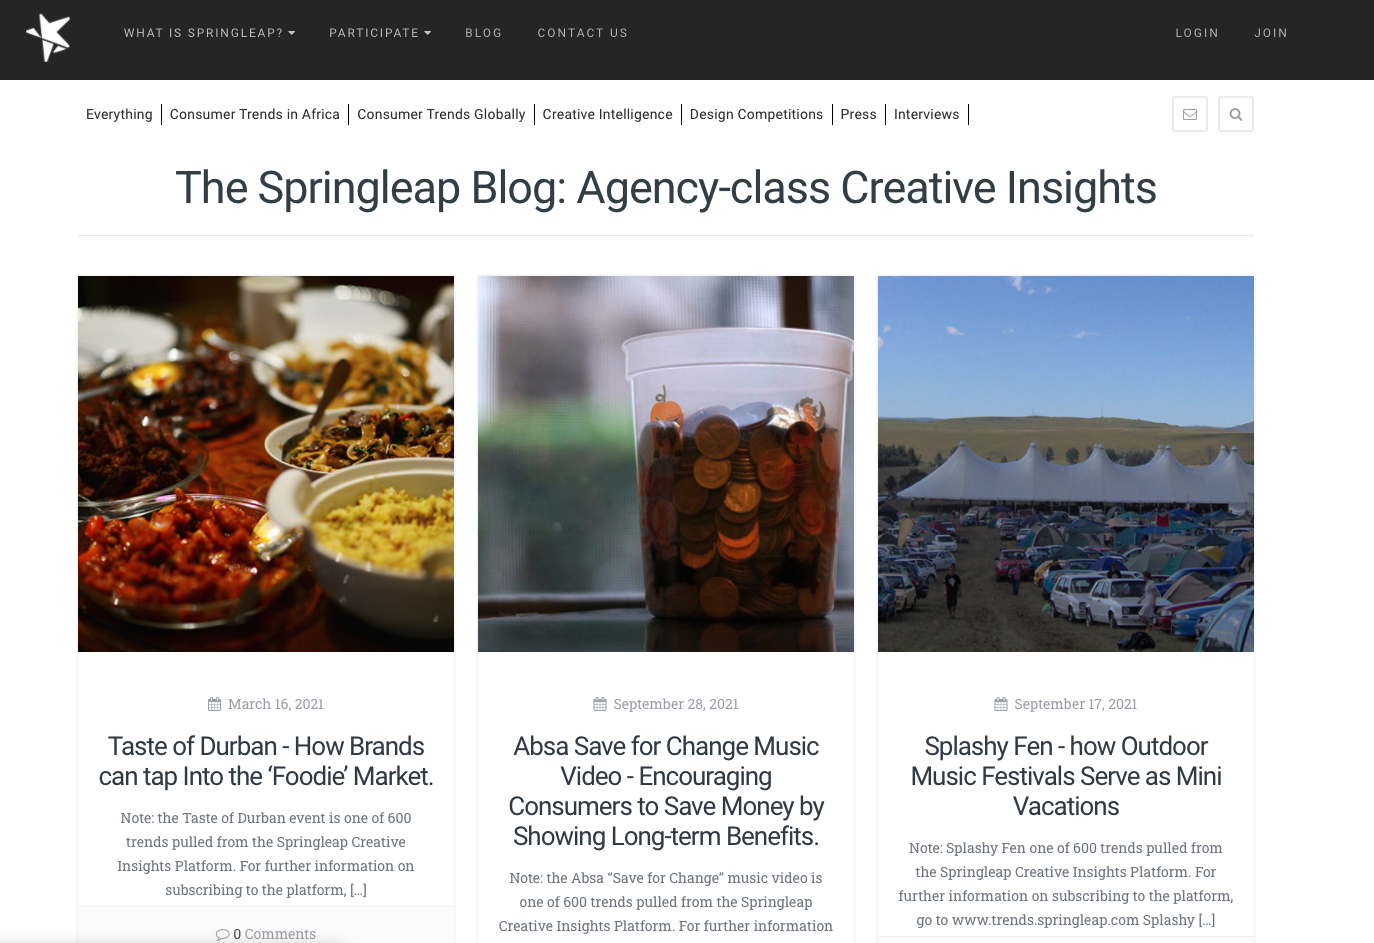 WHAT IS SPRINGLEAP? PARTICIPATE BLOG CONTACT US LOGIN JOIN
Everything Consumer Trends in Africa Consumer Trends Globally Creative Intelligence Design Competitions Press Interviews
The Springleap Blog: Agency-class Creative Insights
March 16, 2021
Taste of Durban - How Brands
can tap Into the ‘Foodie’ Market.
Note: the Taste of Durban event is one of 600
trends pulled from the Springleap Creative
Insights Platform. For further information on
subscribing to the platform, [...]
0 Comments
September 28, 2021
Absa Save for Change Music
Video - Encouraging
Consumers to Save Money by
Showing Long-term Benefits.
Note: the Absa “Save for Change” music video is
one of 600 trends pulled from the Springleap
Creative Insights Platform. For further information
September 17, 2021
Splashy Fen - how Outdoor
Music Festivals Serve as Mini
Vacations
Note: Splashy Fen one of 600 trends pulled from
the Springleap Creative Insights Platform. For
further information on subscribing to the platform,
go to www.trends.springleap.com Splashy [...]